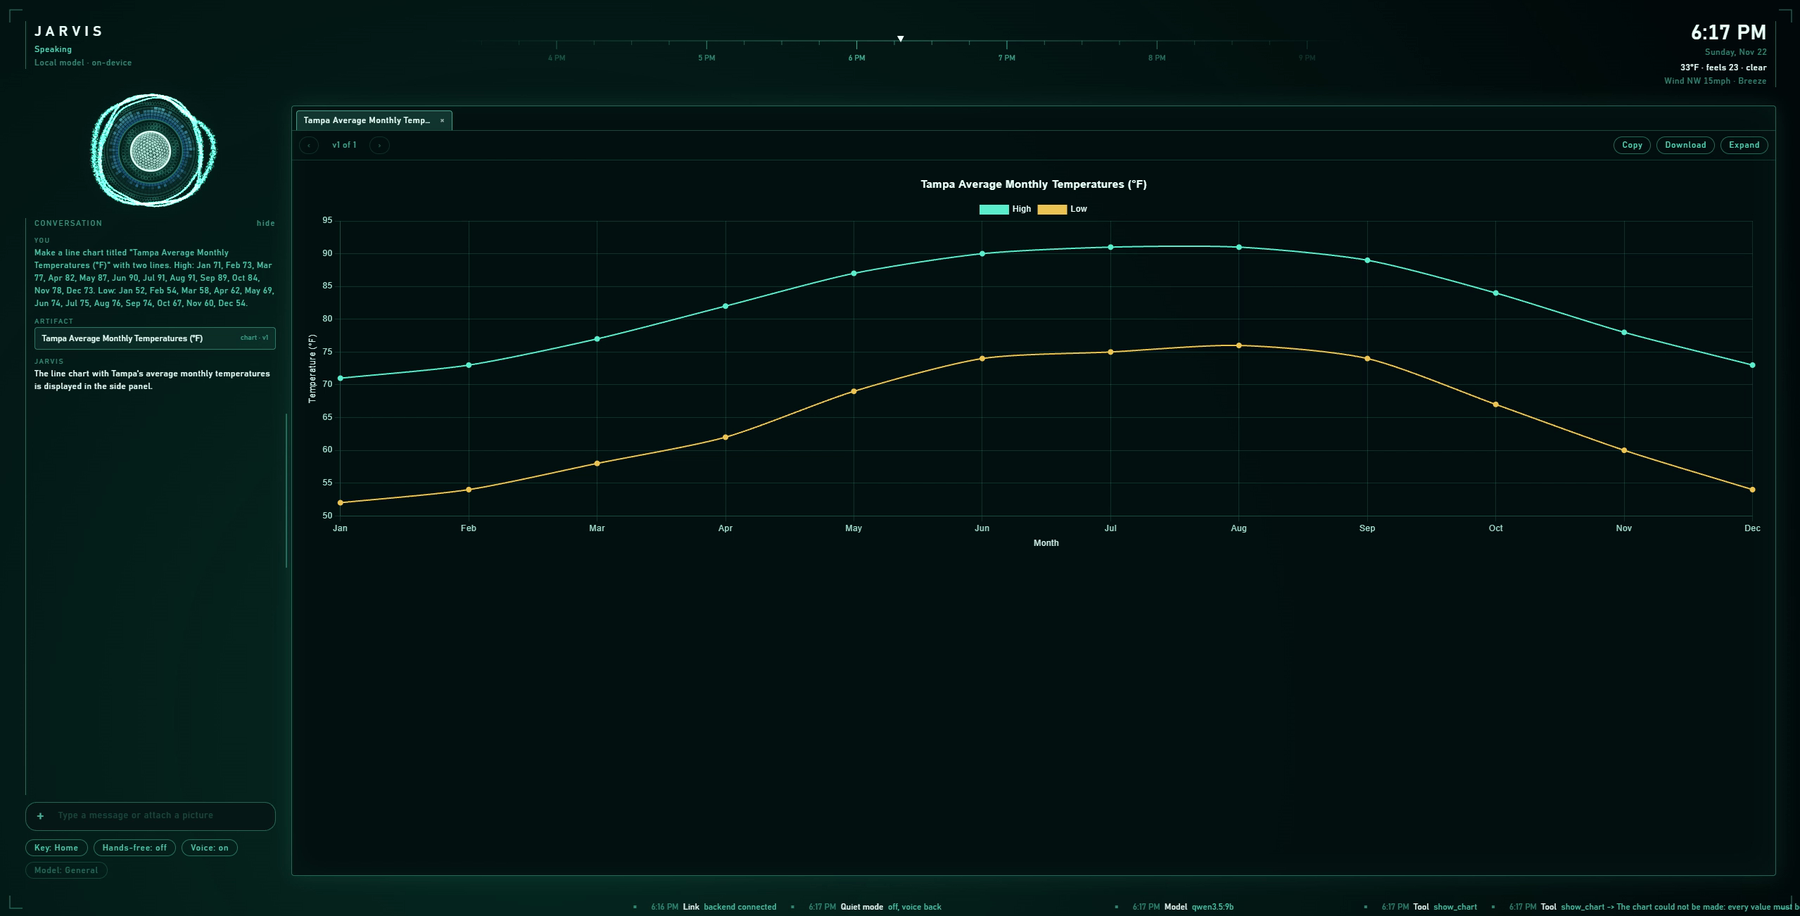 JARVIS
Speaking
Local model · on-device
4 PM 5 PM 6 PM 7 PM 8 PM 9 PM
6:17 PM
Sunday, Nov 22
33°F · feels 23 · clear
Wind NW 15mph · Breeze
CONVERSATION hide
YOU
Make a line chart titled "Tampa Average Monthly
Temperatures (°F)" with two lines. High: Jan 71, Feb 73, Mar
77, Apr 82, May 87, Jun 90, Jul 91, Aug 91, Sep 89, Oct 84,
Nov 78, Dec 73. Low: Jan 52, Feb 54, Mar 58, Apr 62, May 69,
Jun 74, Jul 75, Aug 76, Sep 74, Oct 67, Nov 60, Dec 54.
ARTIFACT
Tampa Average Monthly Temperatures (°F) chart · v1
JARVIS
The line chart with Tampa's average monthly temperatures
is displayed in the side panel.
+ Type a message or attach a picture
Key: Home Hands-free: off Voice: on
Model: General
Tampa Average Monthly Temp… ×
‹ v1 of 1 ›
Copy Download Expand
Tampa Average Monthly Temperatures (°F)
High Low
Temperature (°F)
95
90
85
80
75
70
65
60
55
50
Jan Feb Mar Apr May Jun Jul Aug Sep Oct Nov Dec
Month
6:16 PM Link backend connected • 6:17 PM Quiet mode off, voice back • 6:17 PM Model qwen3.5:9b • 6:17 PM Tool show_chart • 6:17 PM Tool show_chart -> The chart could not be made: every value must b